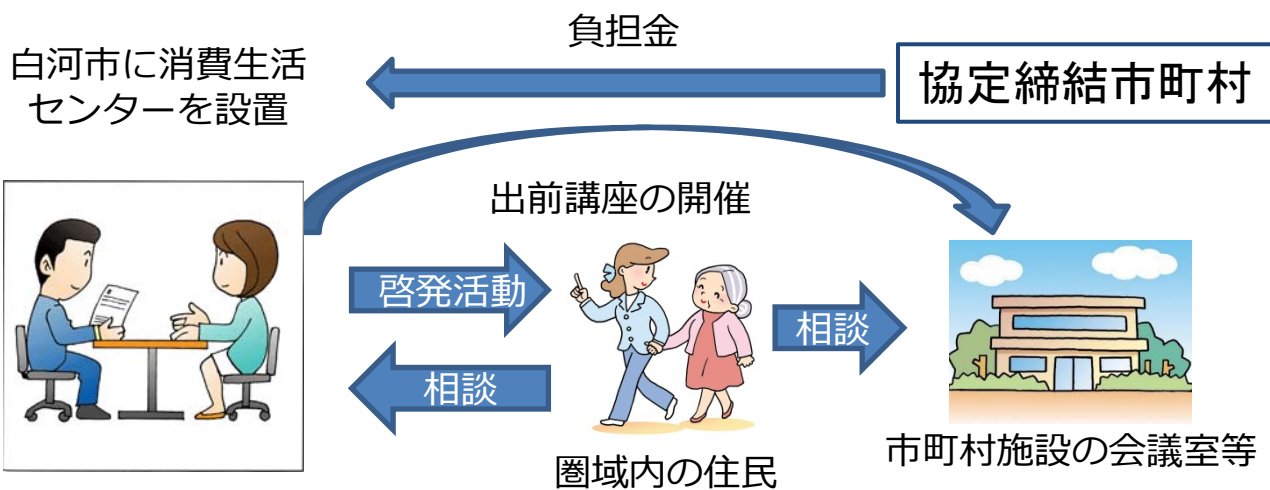 負担金
白河市に消費生活
センターを設置
協定締結市町村
出前講座の開催
啓発活動
相談
相談
圏域内の住民
市町村施設の会議室等